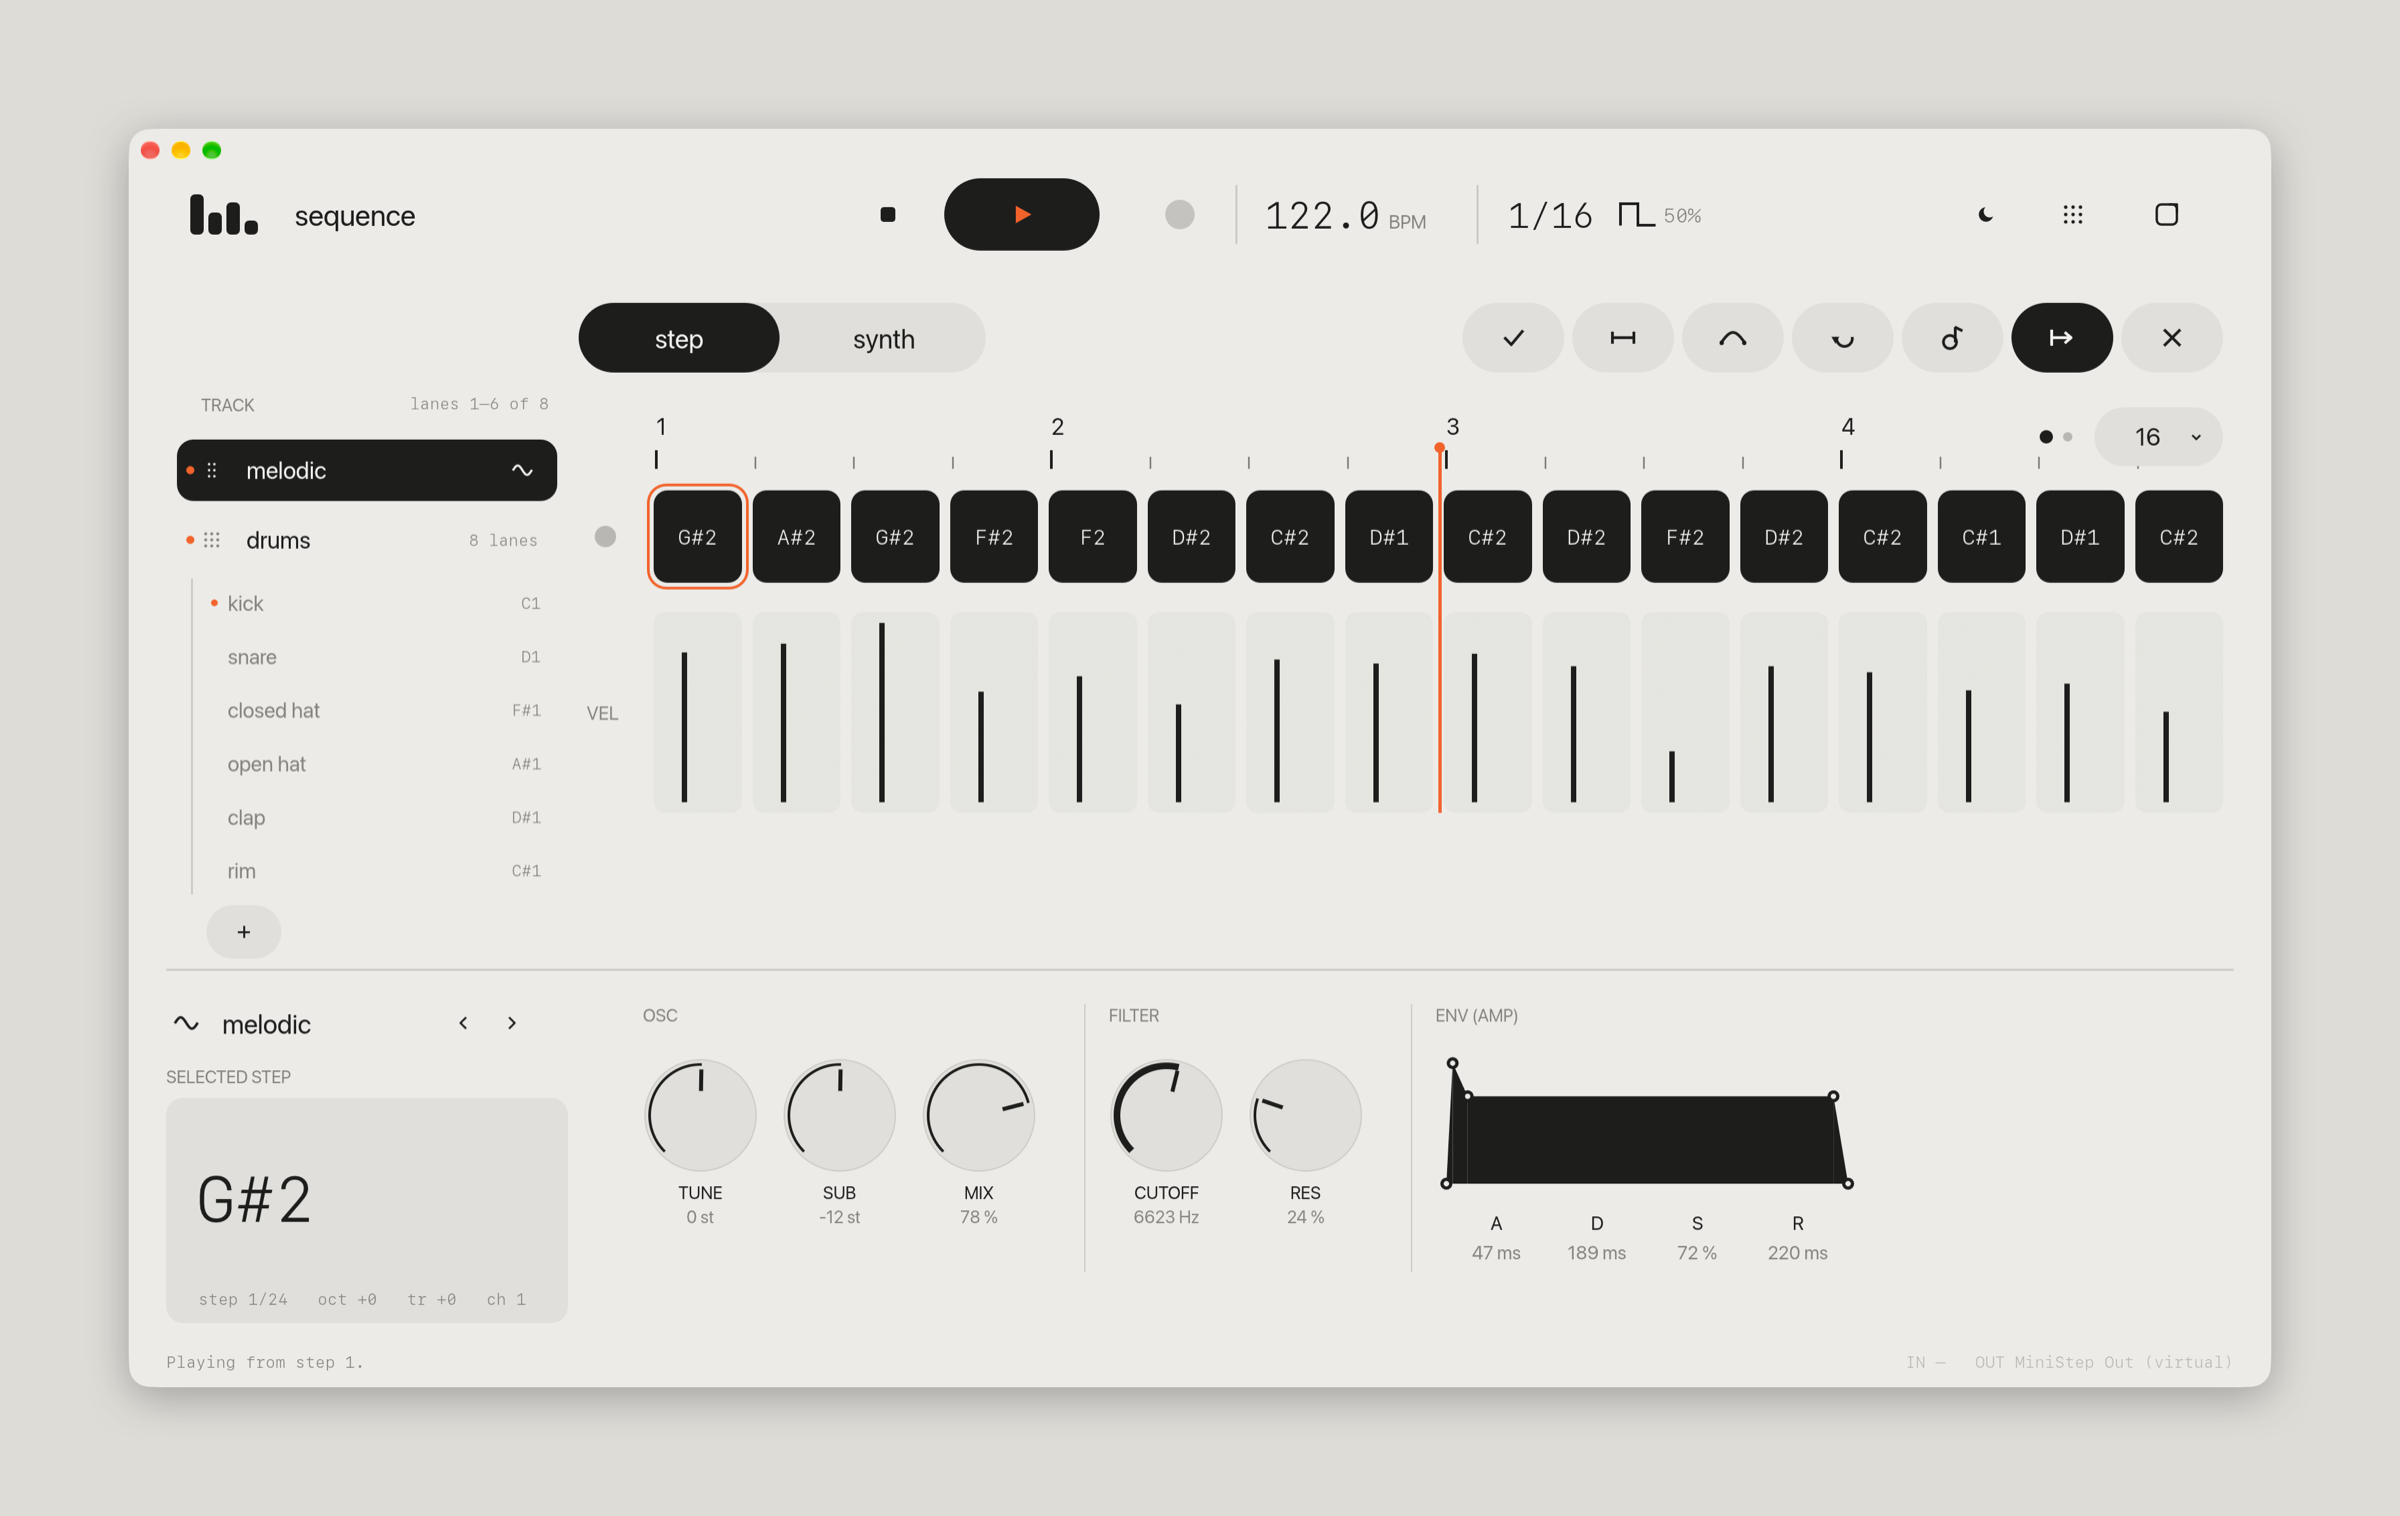 sequence
122.0 BPM
1/16 50%
step synth
TRACK lanes 1–6 of 8
1 2 3 4
16
melodic
drums 8 lanes
G#2 A#2 G#2 F#2 F2 D#2 C#2 D#1 C#2 D#2 F#2 D#2 C#2 C#1 D#1 C#2
kick C1
snare D1
closed hat F#1
VEL
open hat A#1
clap D#1
rim C#1
+
melodic
OSC FILTER ENV (AMP)
SELECTED STEP
G#2
TUNE SUB MIX CUTOFF RES
0 st -12 st 78 % 6623 Hz 24 %
A D S R
47 ms 189 ms 72 % 220 ms
step 1/24 oct +0 tr +0 ch 1
Playing from step 1.
IN — OUT MiniStep Out (virtual)